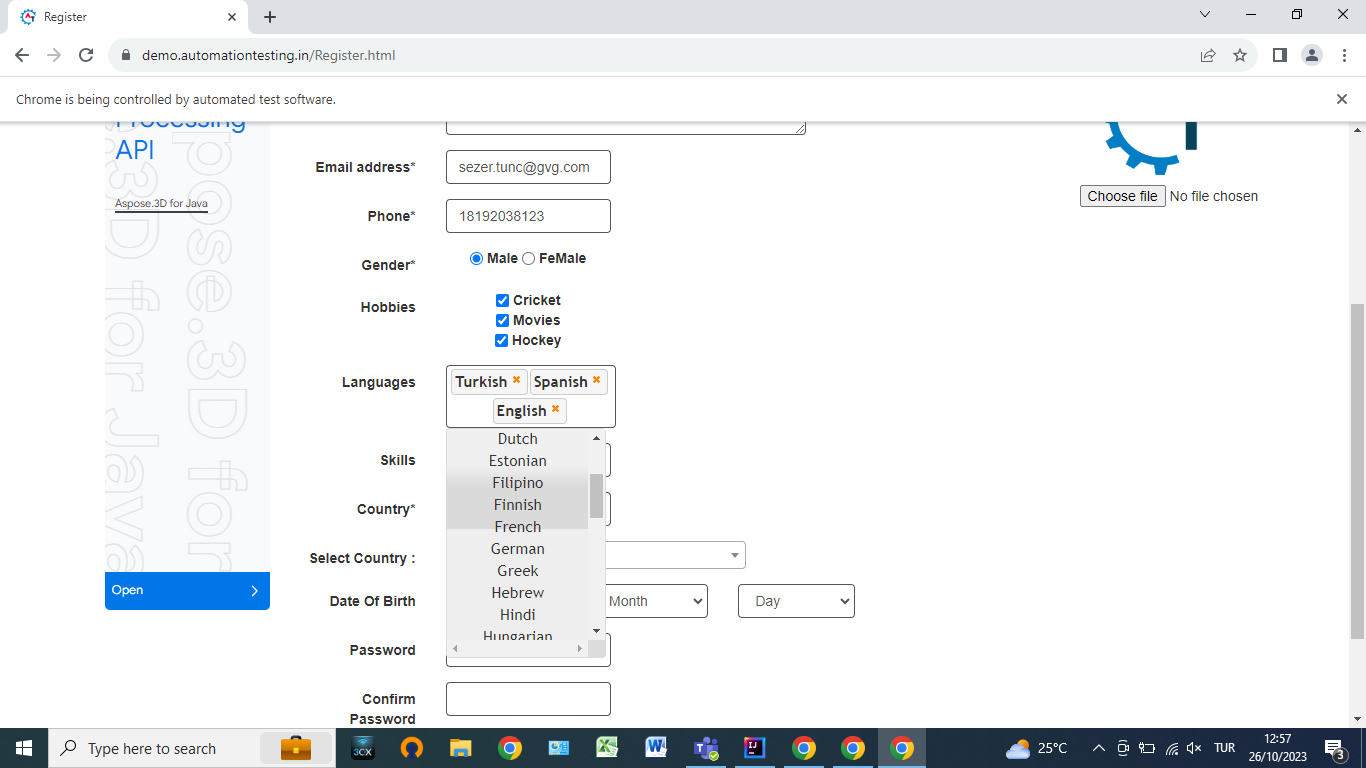 Register
demo.automationtesting.in/Register.html
Chrome is being controlled by automated test software.
Processing
API
Aspose.3D for Java
Aspose.3D for
.3D for Java
Open
Email address*
sezer.tunc@gvg.com
Phone*
18192038123
Gender*
Male FeMale
Hobbies
Cricket
Movies
Hockey
Languages
Turkish Spanish
English
Dutch
Estonian
Filipino
Finnish
French
German
Greek
Hebrew
Hindi
Hungarian
Skills
Country*
Select Country :
Date Of Birth
Month Day
Password
Confirm
Password
Choose file No file chosen
Type here to search
3CX
25°C
TUR
12:57
26/10/2023
3